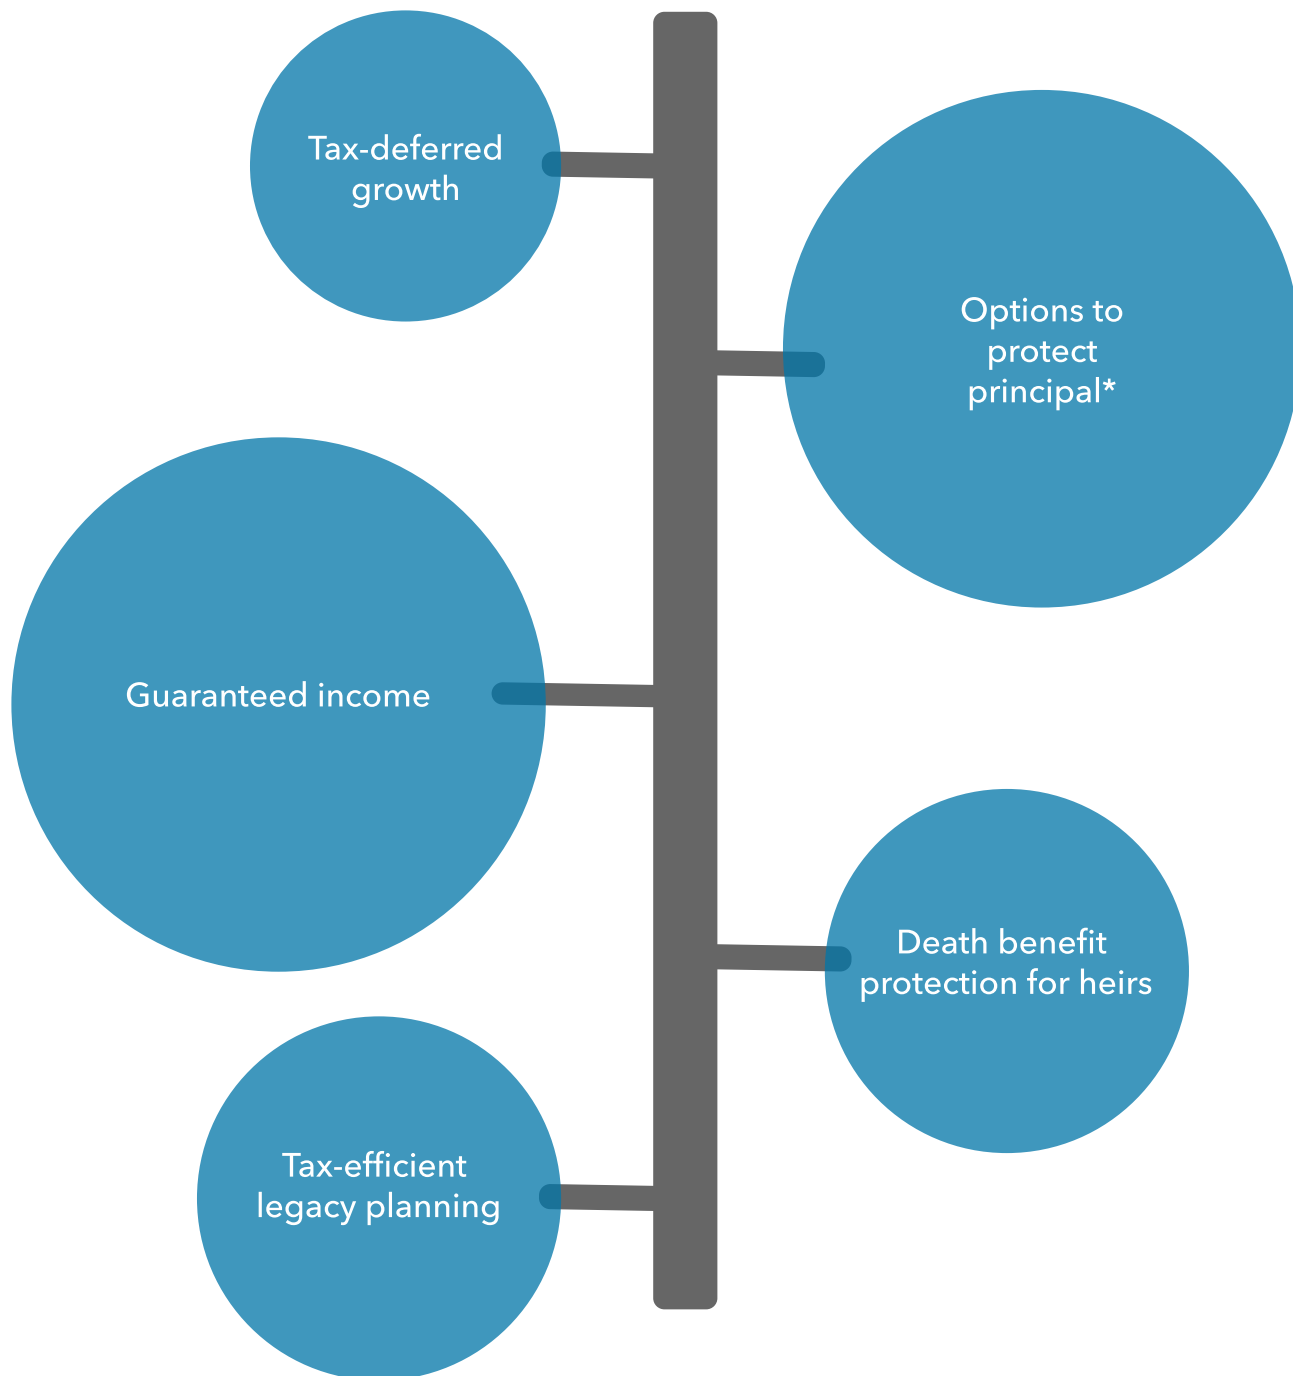 Tax-deferred
growth
Options to
protect
principal*
Guaranteed income
Death benefit
protection for heirs
Tax-efficient
legacy planning